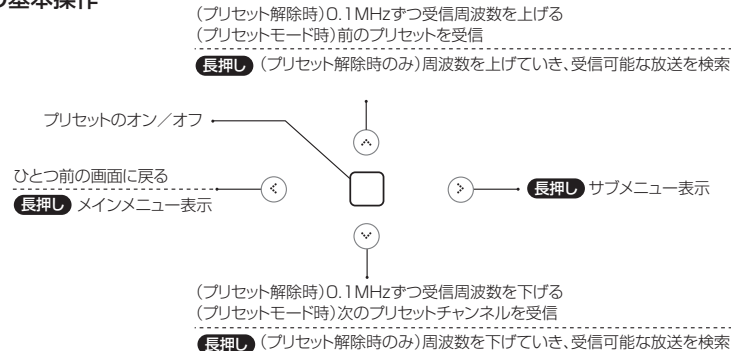 基本操作
(プリセット解除時)0.1MHzずつ受信周波数を上げる
(プリセットモード時)前のプリセットを受信
長押し (プリセット解除時のみ)周波数を上げていき、受信可能な放送を検索
プリセットのオン／オフ
ひとつ前の画面に戻る
長押し メインメニュー表示
長押し サブメニュー表示
(プリセット解除時)0.1MHzずつ受信周波数を下げる
(プリセットモード時)次のプリセットチャンネルを受信
長押し (プリセット解除時のみ)周波数を下げていき、受信可能な放送を検索